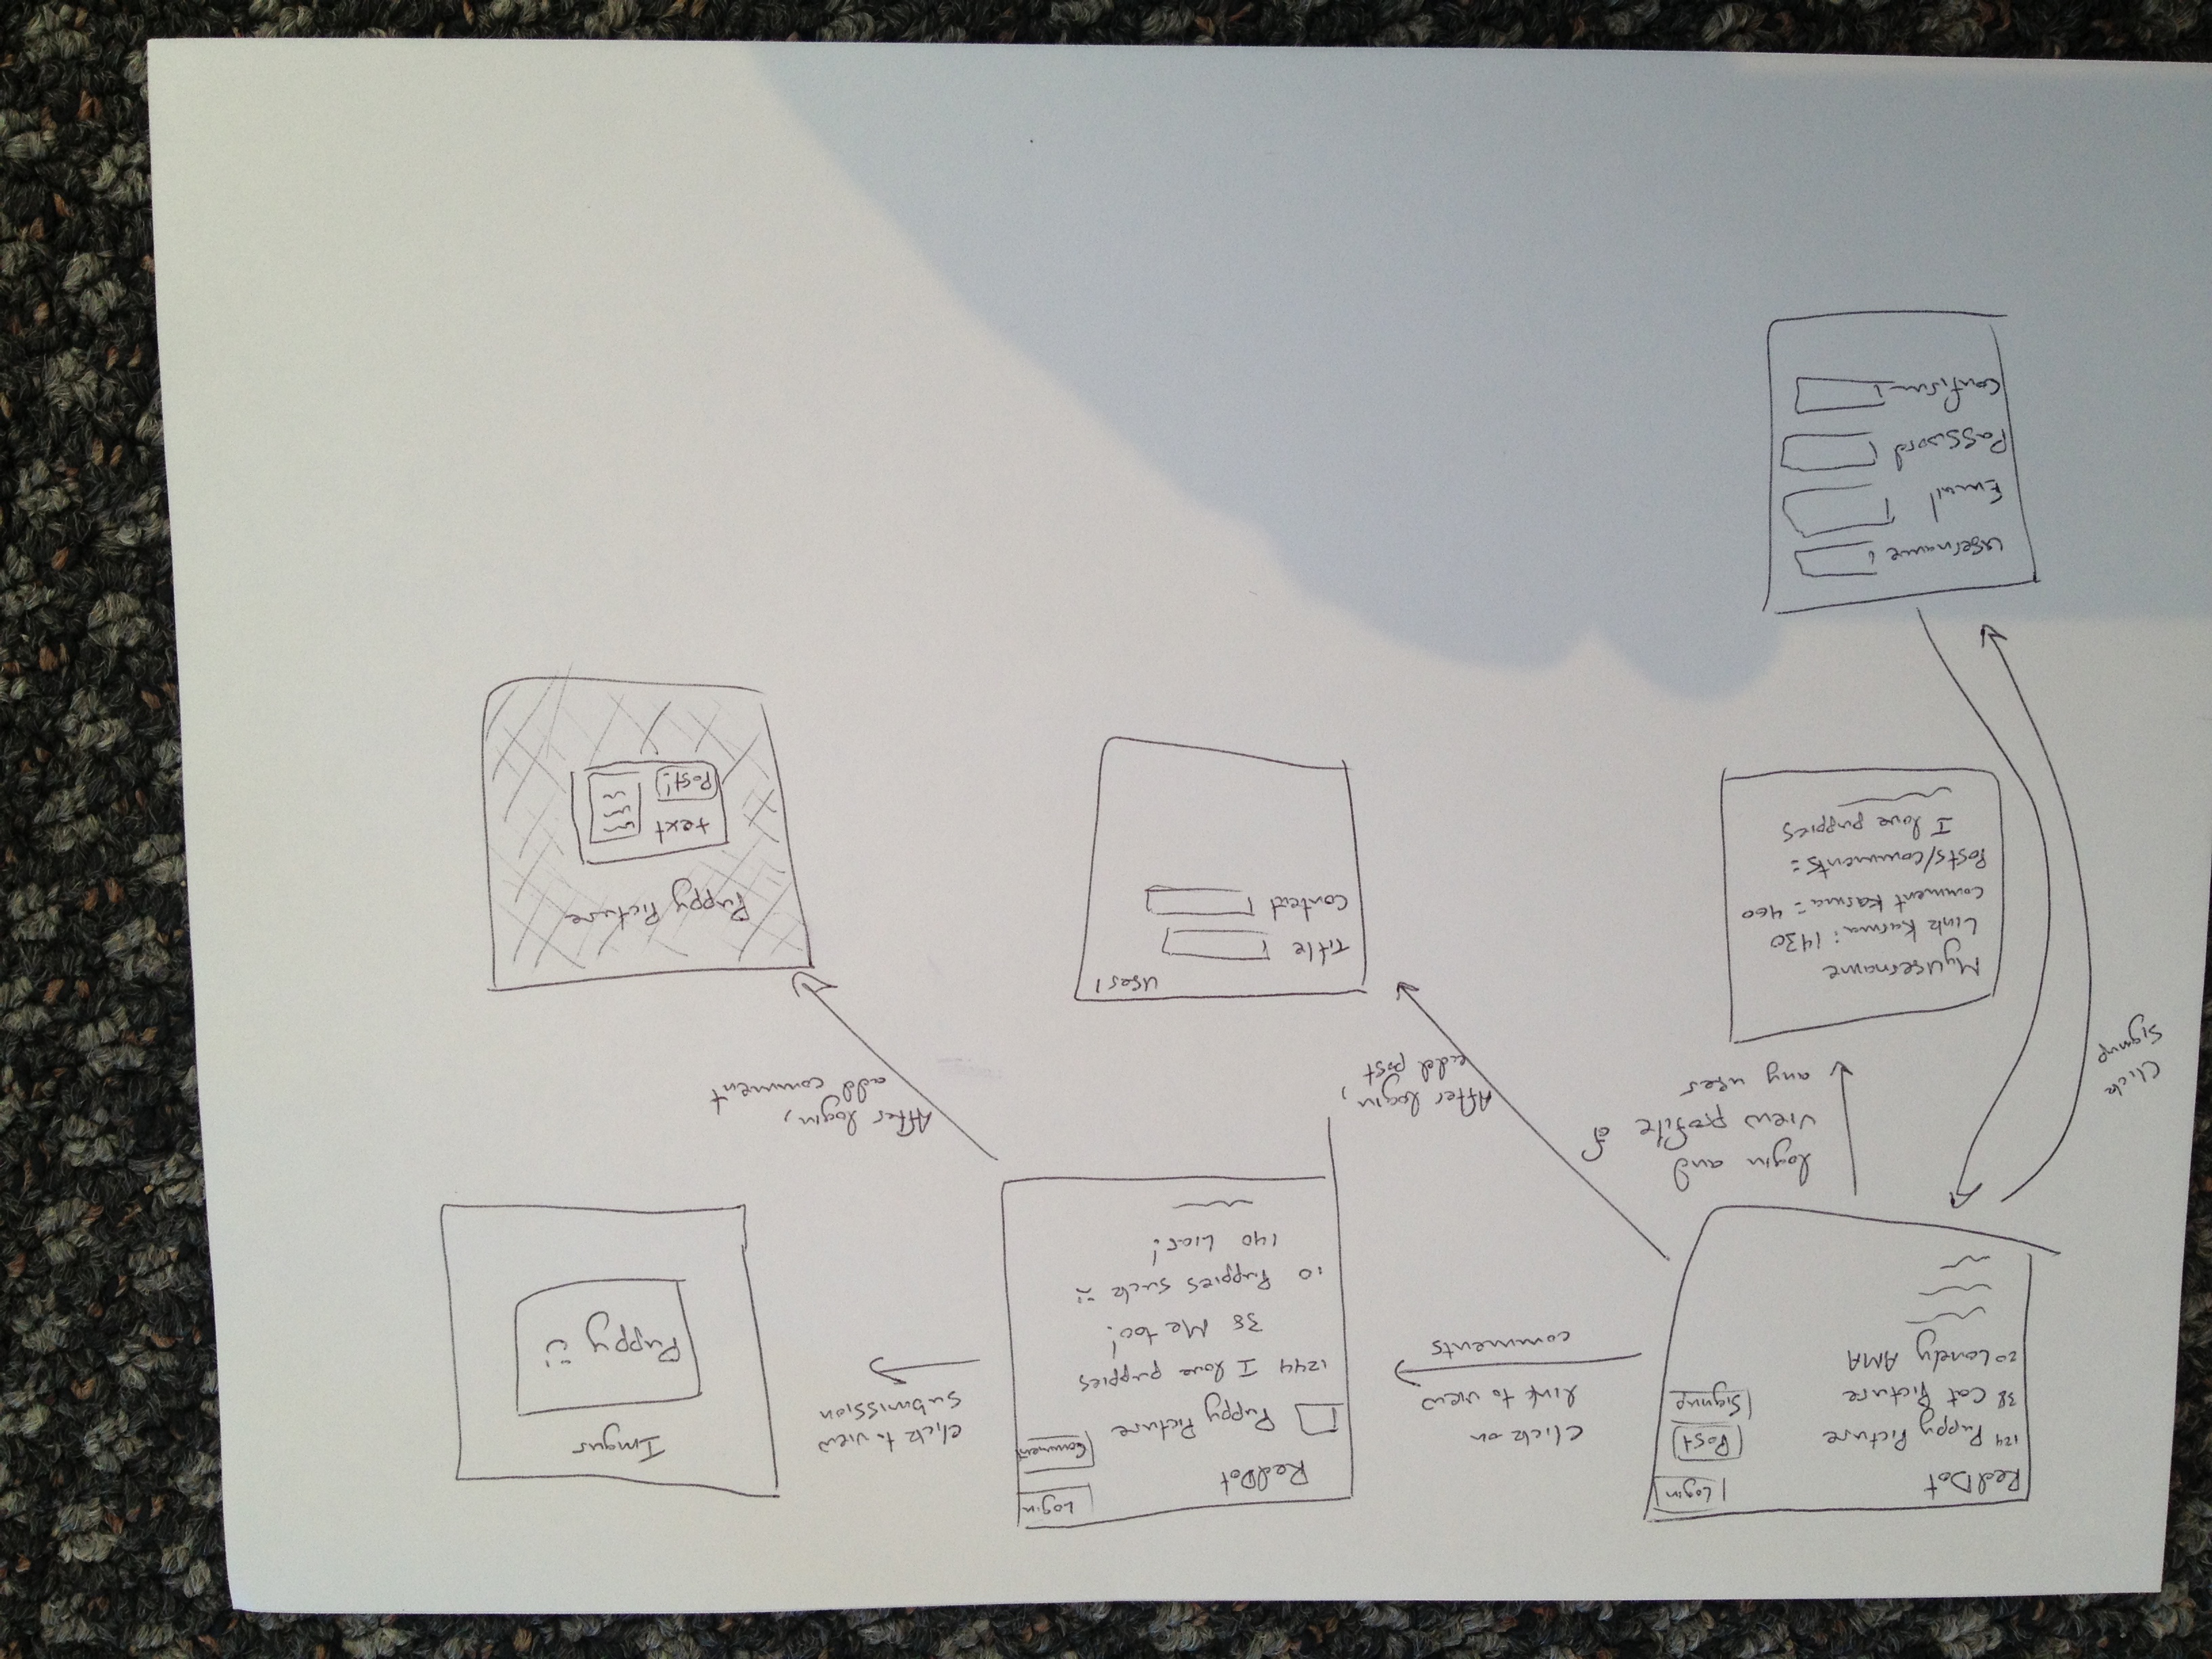 RedDot
Login
124 Puppy Picture
Post
38 Cat Picture
Signup
20 Lonely AMA
Click on
link to view
comments
RedDot
Login
Puppy Picture
Comment
1244 I love puppies
38 Me too!
10 Puppies suck :(
140 Liar!
click to view
submission
Imgur
Puppy :)
login and
view profile of
any user
After login,
add post
After login,
add comment
MyUsername
Link Karma: 1430
Comment Karma = 460
Posts/Comments:
I love puppies
User1
Title
Content
Puppy Picture
text
Post!
Click
Signup
Username
Email
Password
Confirm